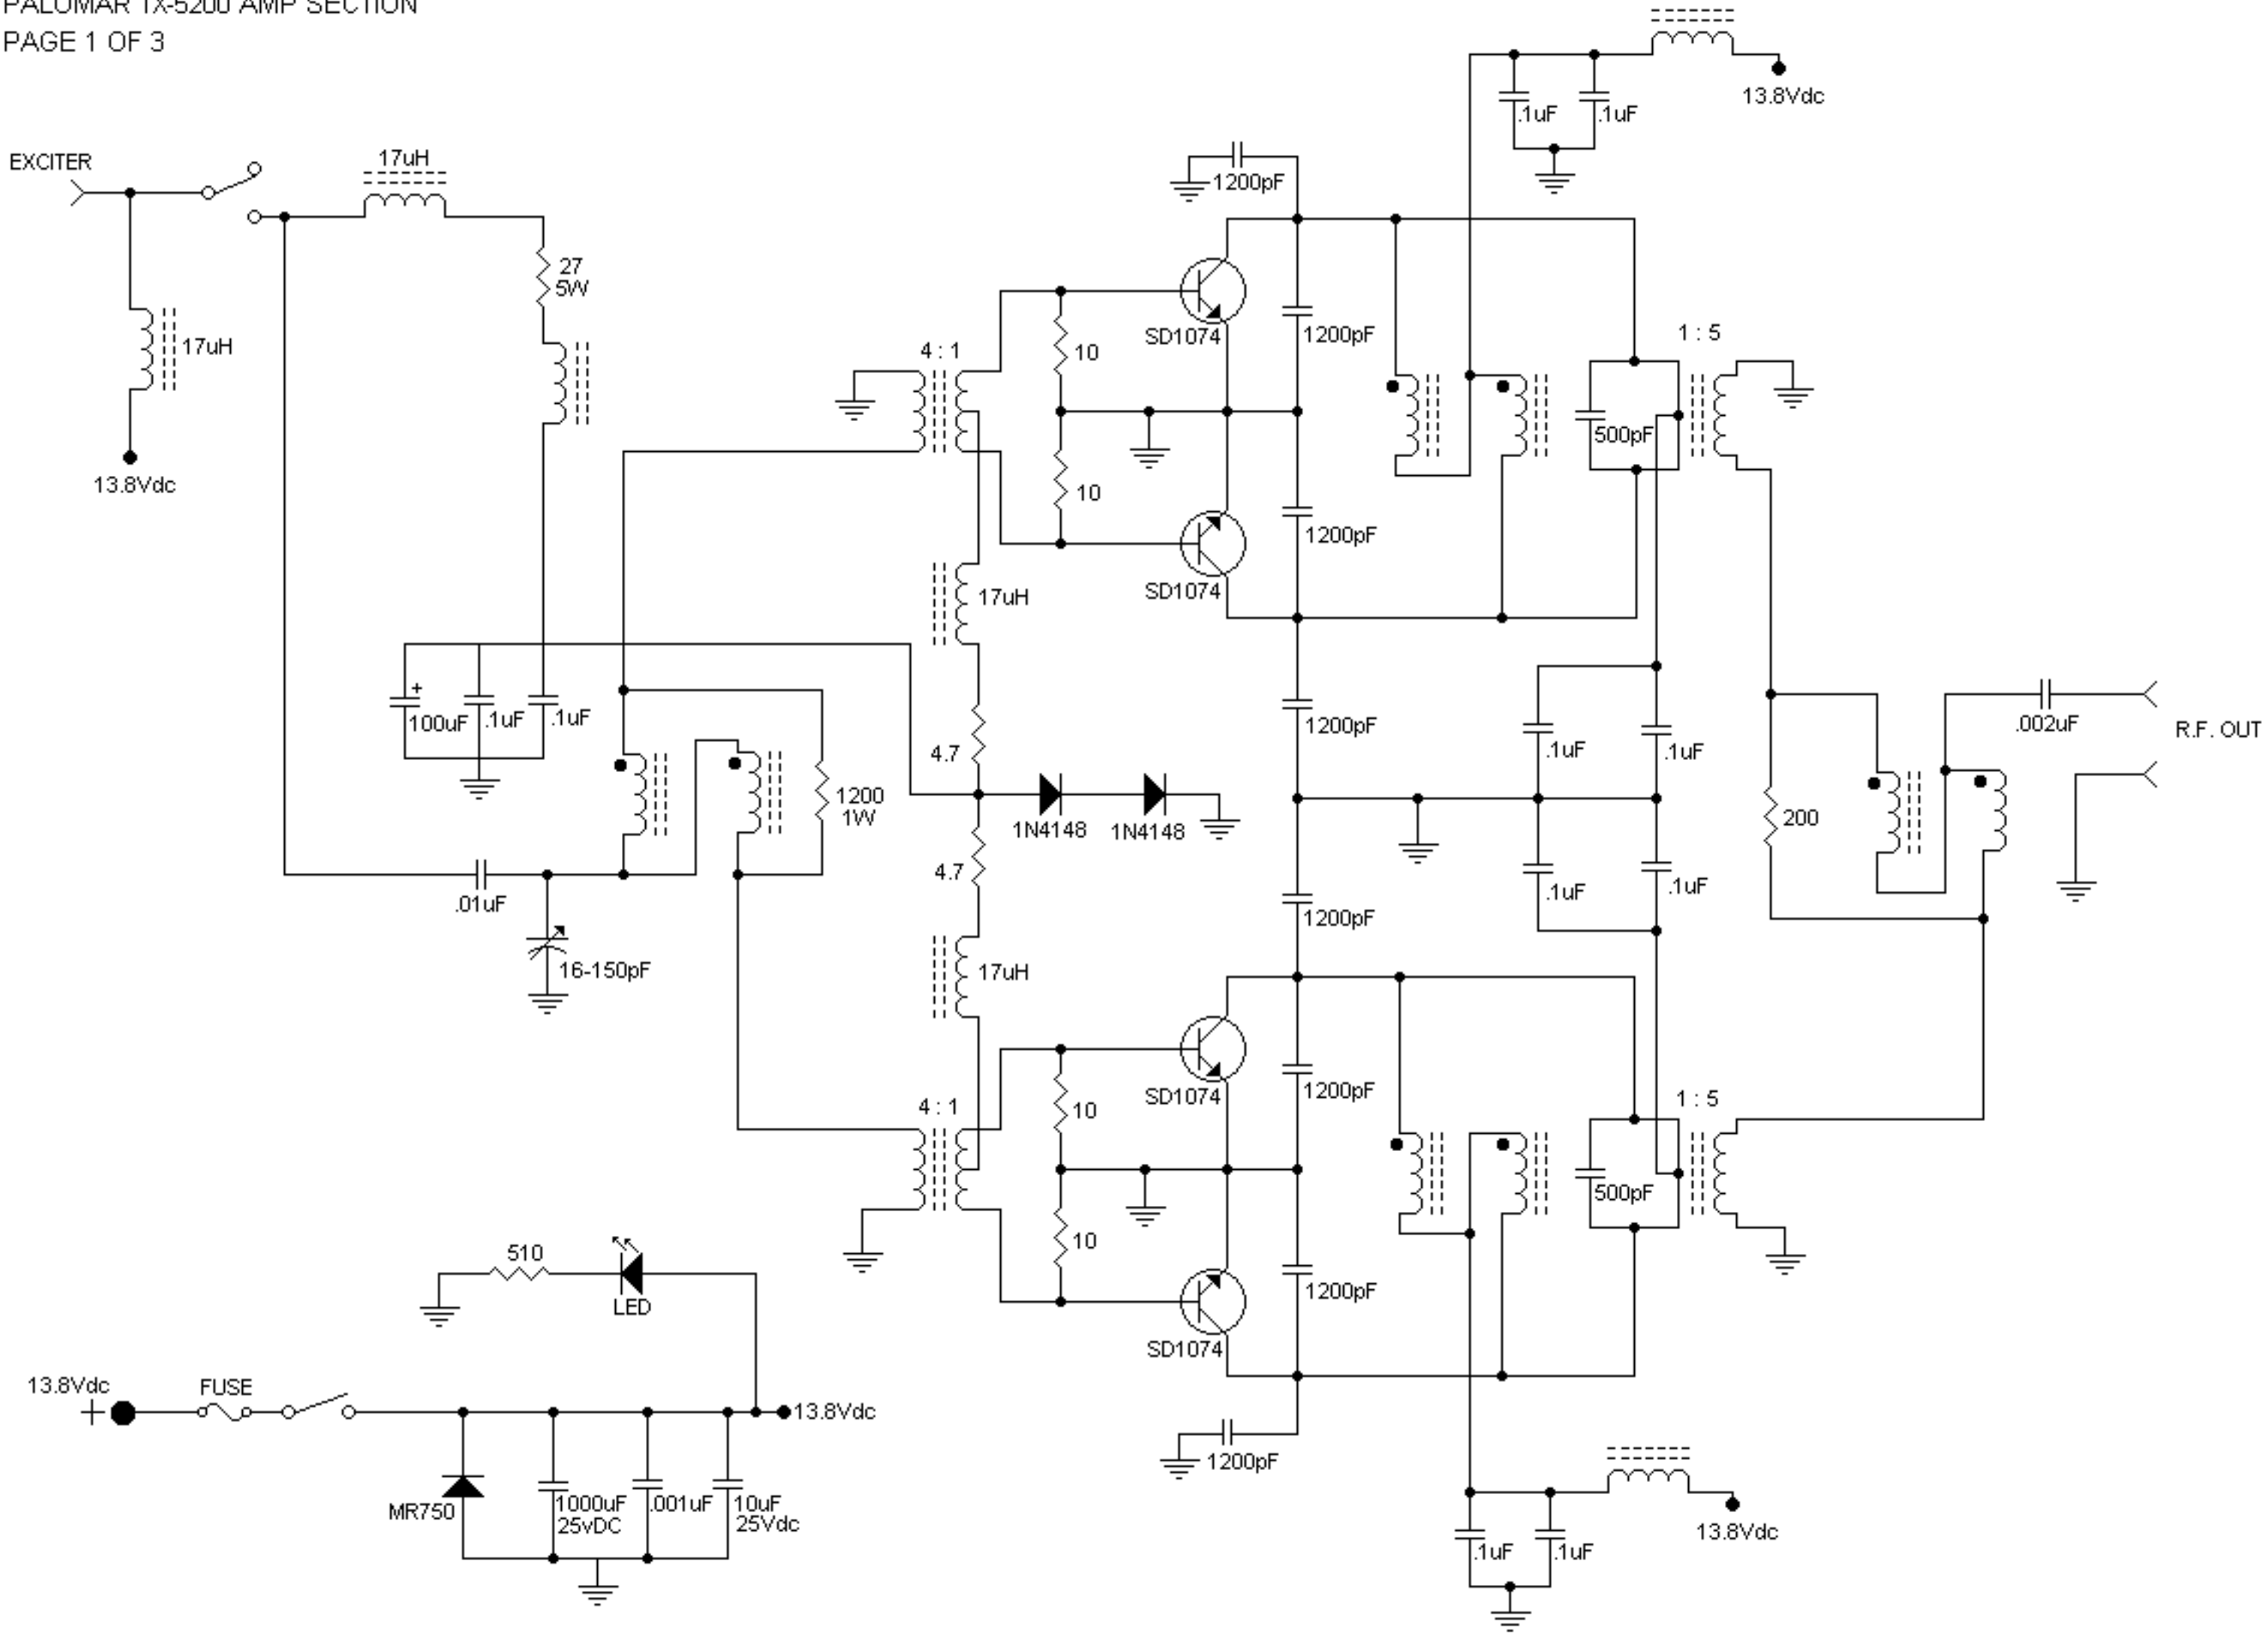 PALOMAR TX-5200 AMP SECTION
PAGE 1 OF 3
13.8Vdc
.1uF
.1uF
EXCITER
17uH
1200pF
27
5W
17uH
SD1074
1200pF
1 : 5
4 : 1
10
500pF
13.8Vdc
10
1200pF
SD1074
17uH
100uF
+
.1uF
.1uF
1200pF
.1uF
.1uF
.002uF
R.F. OUT
4.7
1200
1W
1N4148
1N4148
200
4.7
.01uF
.1uF
.1uF
1200pF
16-150pF
17uH
SD1074
1200pF
4 : 1
1 : 5
10
500pF
10
510
LED
1200pF
SD1074
13.8Vdc
+
FUSE
13.8Vdc
1200pF
MR750
1000uF
25vDC
.001uF
10uF
25Vdc
13.8Vdc
.1uF
.1uF